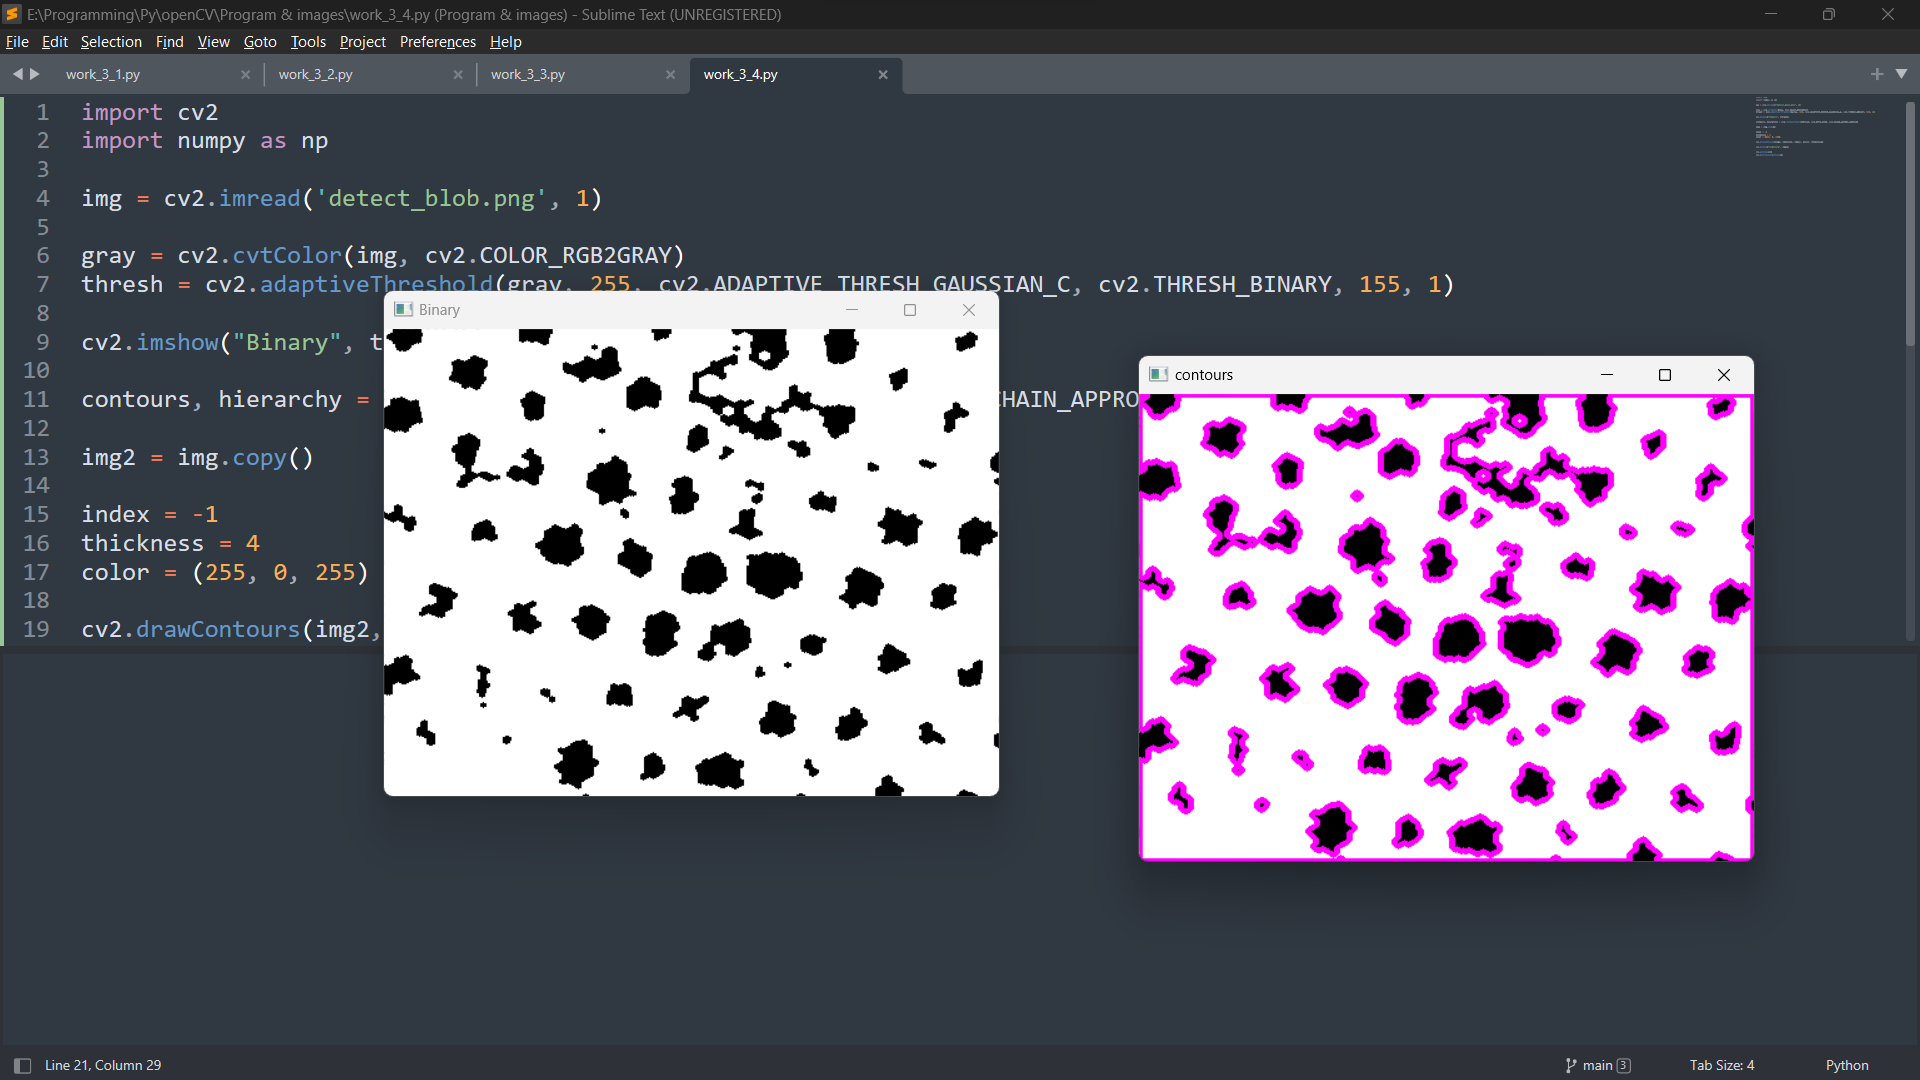 E:\Programming\Py\openCV\Program & images\work_3_4.py (Program & images) - Sublime Text (UNREGISTERED)
File Edit Selection Find View Goto Tools Project Preferences Help
work_3_1.py work_3_2.py work_3_3.py work_3_4.py
1 import cv2
2 import numpy as np
3
4 img = cv2.imread('detect_blob.png', 1)
5
6 gray = cv2.cvtColor(img, cv2.COLOR_RGB2GRAY)
7 thresh = cv2.adaptiveThreshold(gray, 255, cv2.ADAPTIVE_THRESH_GAUSSIAN_C, cv2.THRESH_BINARY, 155, 1)
8
Binary
9 cv2.imshow("Binary", t
10
contours
11 contours, hierarchy = CHAIN_APPRO
12
13 img2 = img.copy()
14
15 index = -1
16 thickness = 4
17 color = (255, 0, 255)
18
19 cv2.drawContours(img2,
Line 21, Column 29 main 3 Tab Size: 4 Python